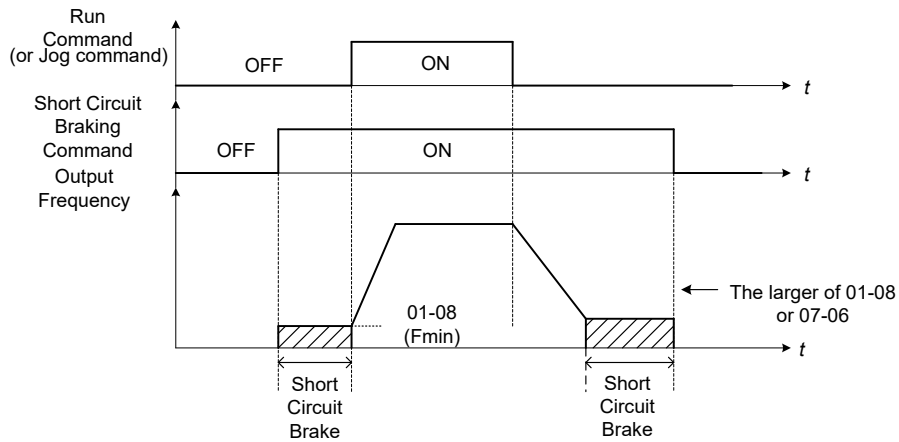 Run
Command
(or Jog command)
OFF
ON
t
Short Circuit
Braking
Command
OFF
ON
t
Output
Frequency
01-08
(Fmin)
The larger of 01-08
or 07-06
t
Short
Circuit
Brake
Short
Circuit
Brake